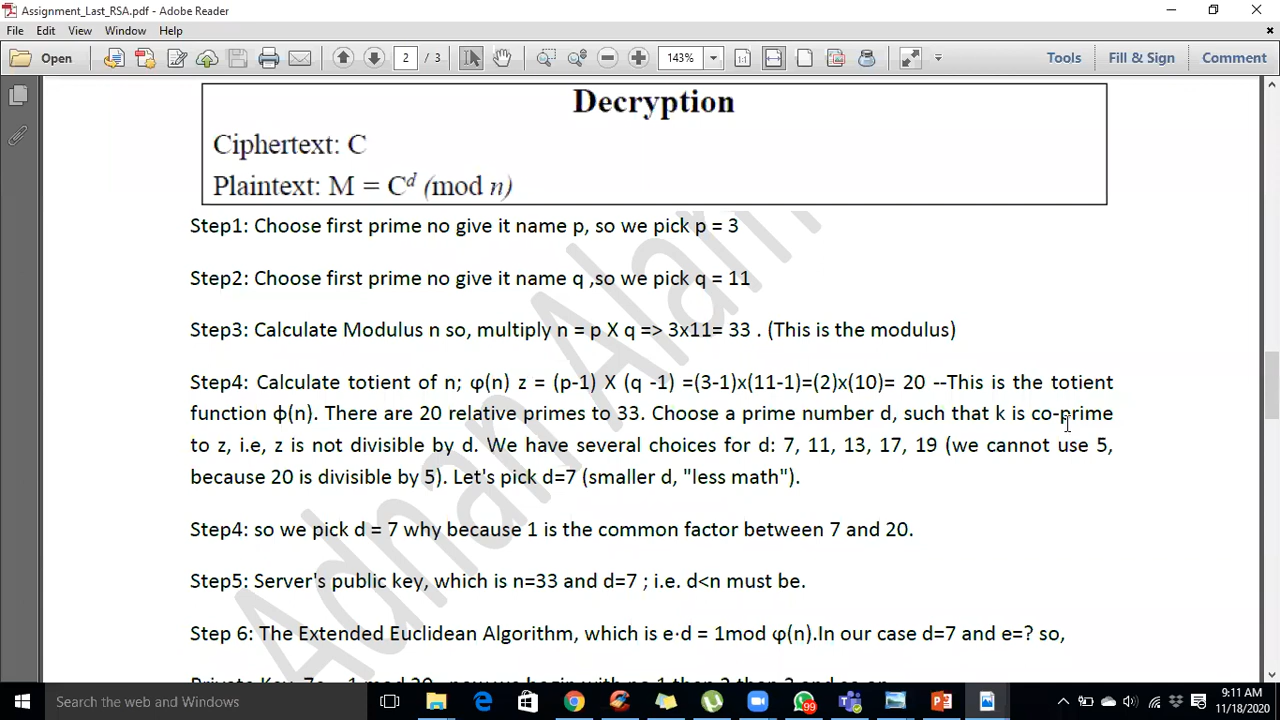 Assignment_Last_RSA.pdf - Adobe Reader
File Edit View Window Help
Open 2 / 3 143% Tools Fill & Sign Comment
Decryption
Ciphertext: C
Plaintext: M = Cᵈ (mod n)
Step1: Choose first prime no give it name p, so we pick p = 3
Step2: Choose first prime no give it name q ,so we pick q = 11
Step3: Calculate Modulus n so, multiply n = p X q => 3x11= 33 . (This is the modulus)
Step4: Calculate totient of n; φ(n) z = (p-1) X (q -1) =(3-1)x(11-1)=(2)x(10)= 20 --This is the totient
function ϕ(n). There are 20 relative primes to 33. Choose a prime number d, such that k is co-prime
to z, i.e, z is not divisible by d. We have several choices for d: 7, 11, 13, 17, 19 (we cannot use 5,
because 20 is divisible by 5). Let's pick d=7 (smaller d, "less math").
Step4: so we pick d = 7 why because 1 is the common factor between 7 and 20.
Step5: Server's public key, which is n=33 and d=7 ; i.e. d<n must be.
Step 6: The Extended Euclidean Algorithm, which is e·d = 1mod φ(n).In our case d=7 and e=? so,
Adnan Alam
Search the web and Windows
99
9:11 AM
11/18/2020